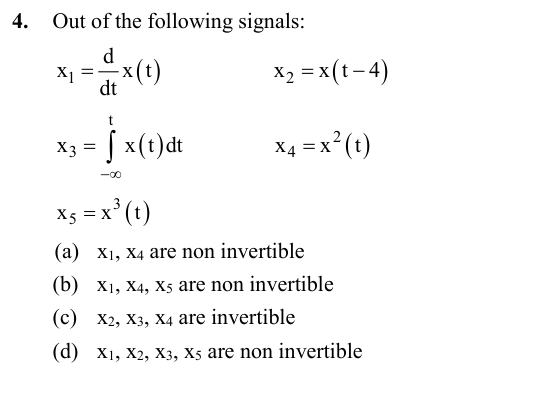 4. Out of the following signals:
x₁ = d/dt x(t) x₂ = x(t – 4)
x₃ = ∫₋∞ᵗ x(t)dt x₄ = x²(t)
x₅ = x³(t)
(a) x₁, x₄ are non invertible
(b) x₁, x₄, x₅ are non invertible
(c) x₂, x₃, x₄ are invertible
(d) x₁, x₂, x₃, x₅ are non invertible